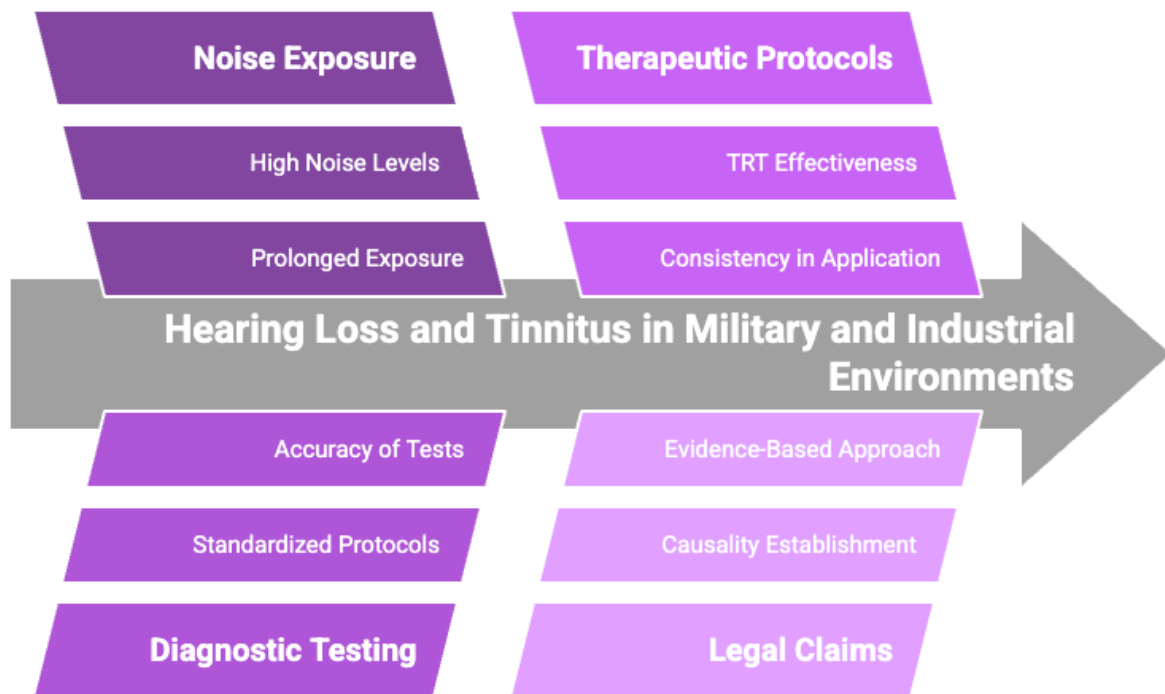 Noise Exposure
High Noise Levels
Prolonged Exposure
Therapeutic Protocols
TRT Effectiveness
Consistency in Application
Hearing Loss and Tinnitus in Military and Industrial
Environments
Accuracy of Tests
Standardized Protocols
Diagnostic Testing
Evidence-Based Approach
Causality Establishment
Legal Claims